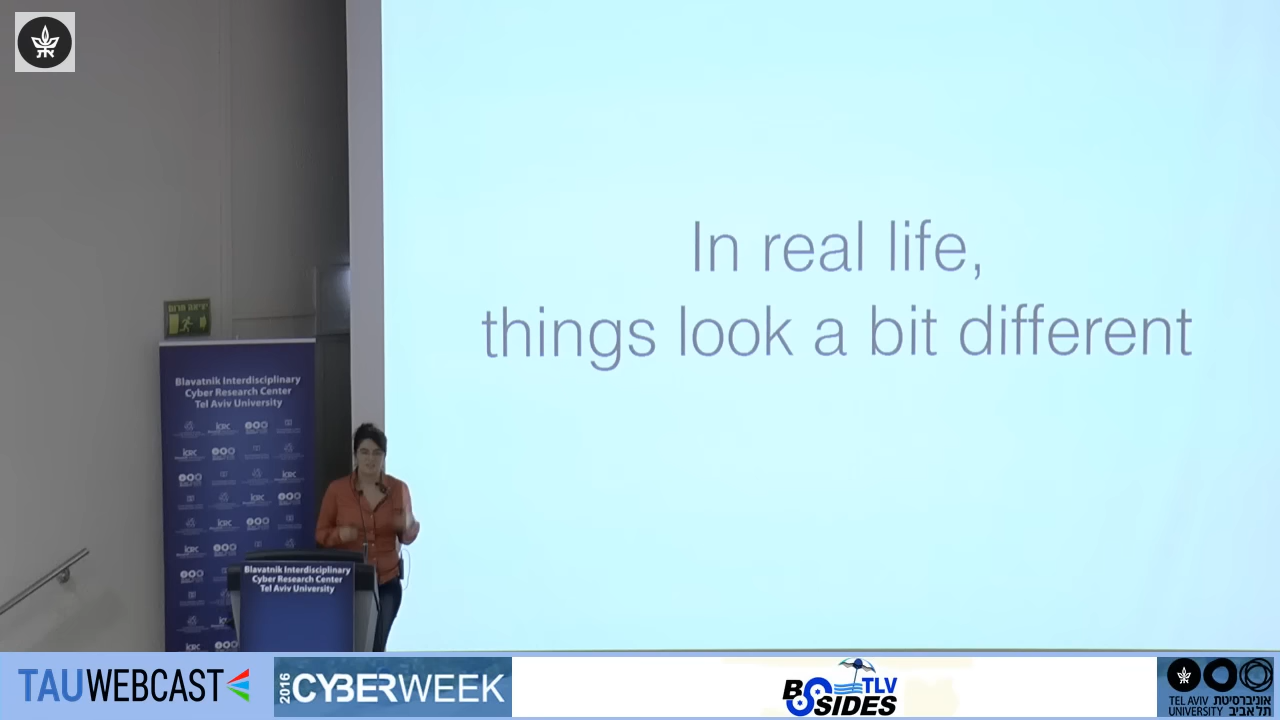 In real life,
things look a bit different
Blavatnik Interdisciplinary
Cyber Research Center
Tel Aviv University
Blavatnik Interdisciplinary
Cyber Research Center
Tel Aviv University
TAUWEBCAST
2016 CYBERWEEK
BSIDES TLV
TEL AVIV אוניברסיטת
UNIVERSITY תל אביב